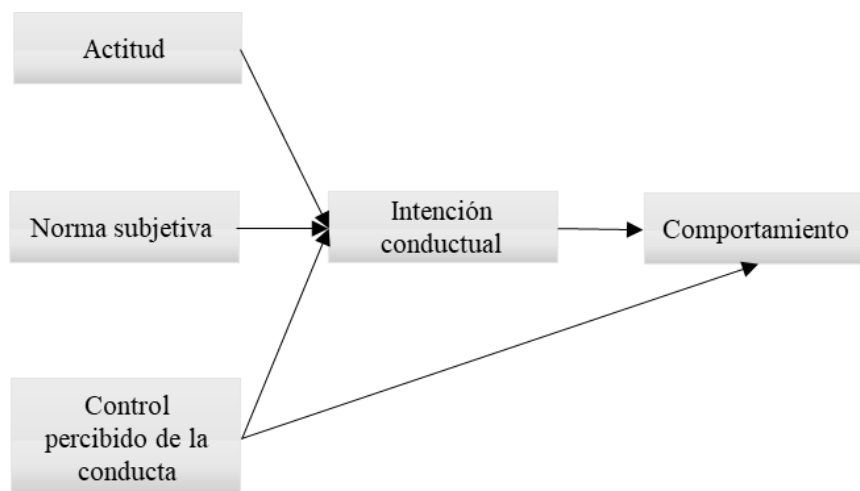 Actitud
Norma subjetiva
Intención
conductual
Comportamiento
Control
percibido de la
conducta